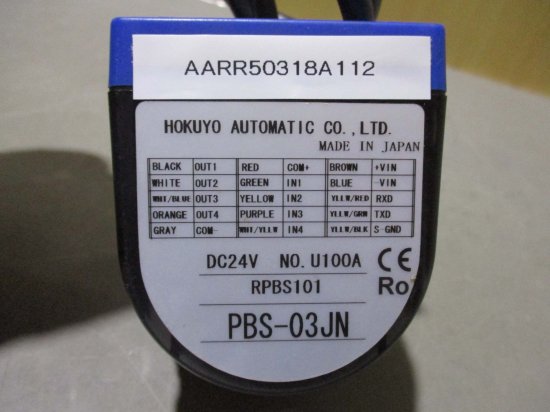 AARR50318A112
HOKUYO AUTOMATIC CO.,LTD.
MADE IN JAPAN
BLACK OUT1 RED COM+ BROWN +VIN
WHITE OUT2 GREEN IN1 BLUE -VIN
WHT/BLUE OUT3 YELLOW IN2 YLLW/RED RXD
ORANGE OUT4 PURPLE IN3 YLLW/GRN TXD
GRAY COM- WHT/YLLW IN4 YLLW/BLK S-GND
DC24V NO. U100A CE
RPBS101 Ro
PBS-03JN